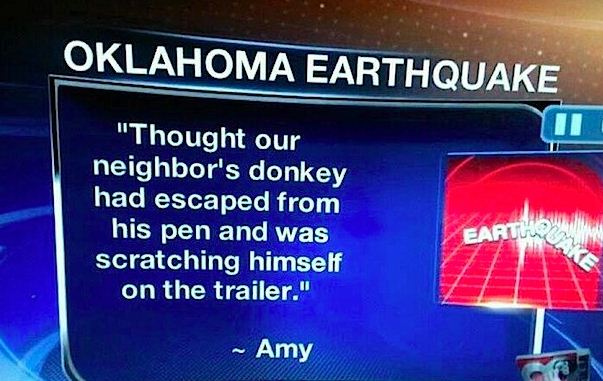 OKLAHOMA EARTHQUAKE
"Thought our
neighbor's donkey
had escaped from
his pen and was
scratching himself
on the trailer."
~ Amy
EARTHQUAKE